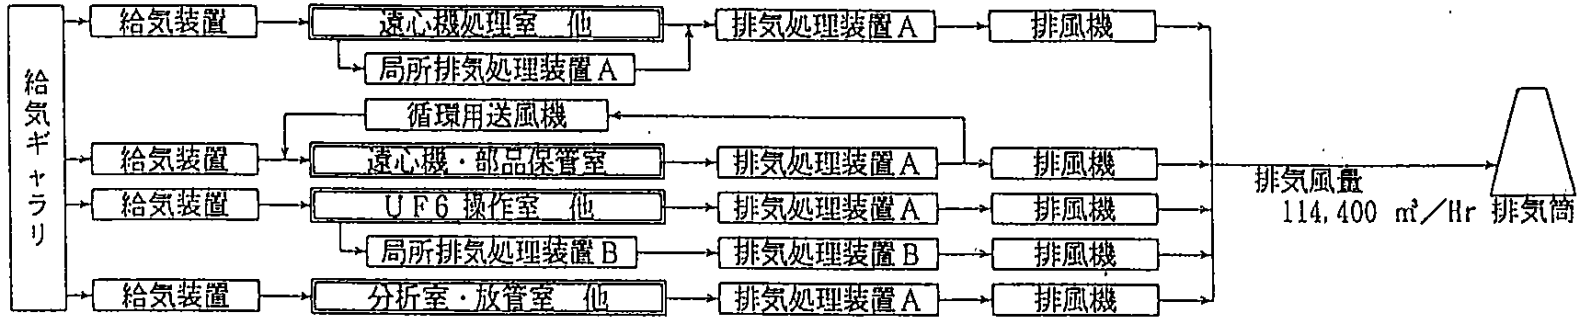 給気ギャラリ
給気装置
遠心機処理室 他
排気処理装置A
排風機
局所排気処理装置A
循環用送風機
給気装置
遠心機・部品保管室
排気処理装置A
排風機
給気装置
UF6 操作室 他
排気処理装置A
排風機
局所排気処理装置B
排気処理装置B
排風機
給気装置
分析室・放管室 他
排気処理装置A
排風機
排気風量
114,400 ㎥/Hr
排気筒